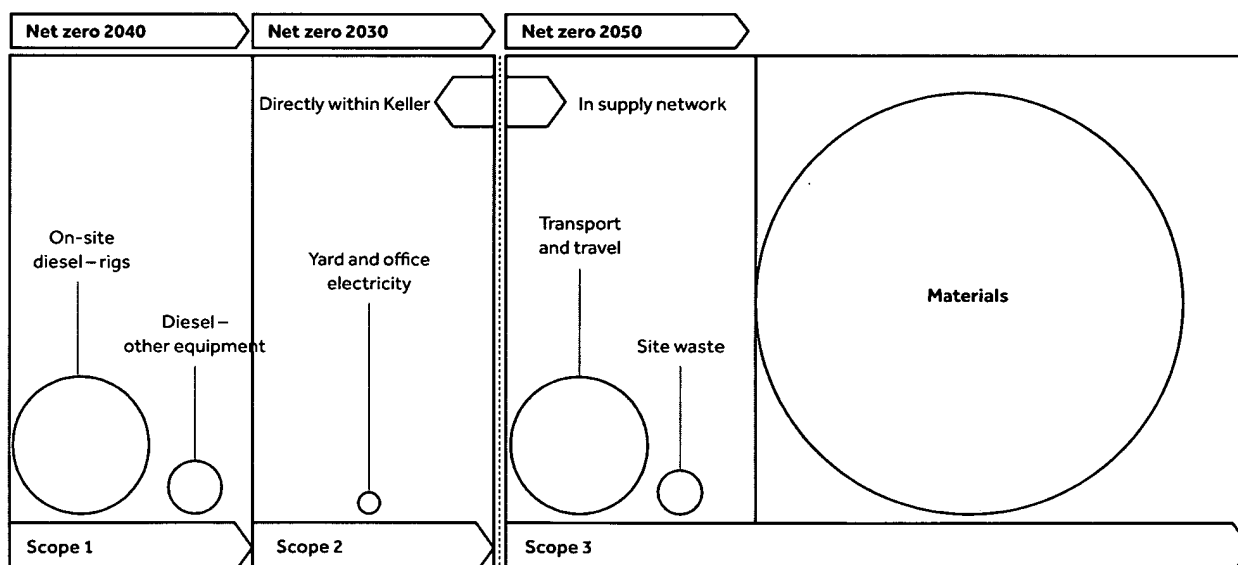 Net zero 2040
Net zero 2030
Net zero 2050
Directly within Keller
In supply network
On-site
diesel – rigs
Diesel –
other equipment
Yard and office
electricity
Transport
and travel
Site waste
Materials
Scope 1
Scope 2
Scope 3